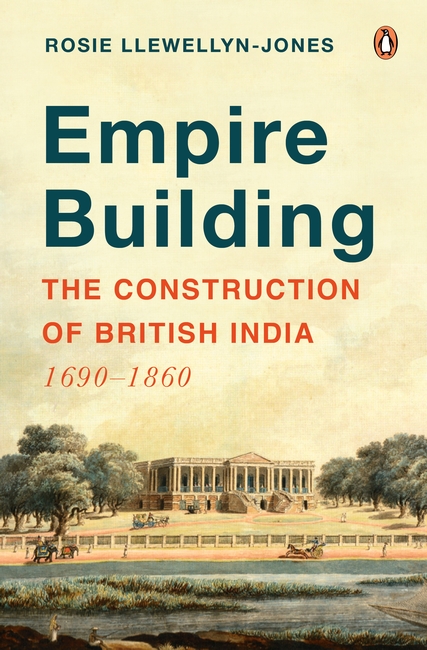 ROSIE LLEWELLYN-JONES
Empire
Building
THE CONSTRUCTION
OF BRITISH INDIA
1690–1860